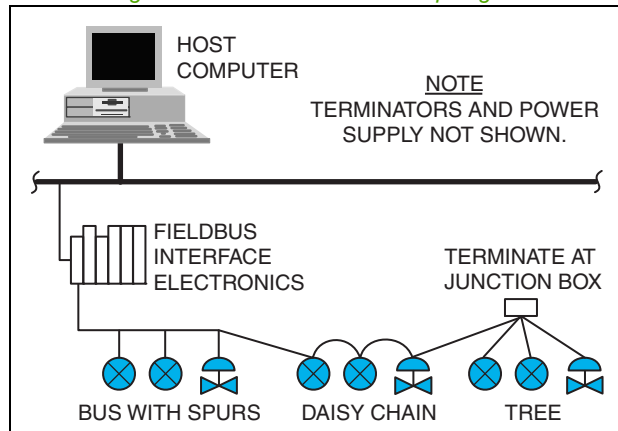 HOST
COMPUTER
NOTE
TERMINATORS AND POWER
SUPPLY NOT SHOWN.
FIELDBUS
INTERFACE
ELECTRONICS
TERMINATE AT
JUNCTION BOX
BUS WITH SPURS
DAISY CHAIN
TREE